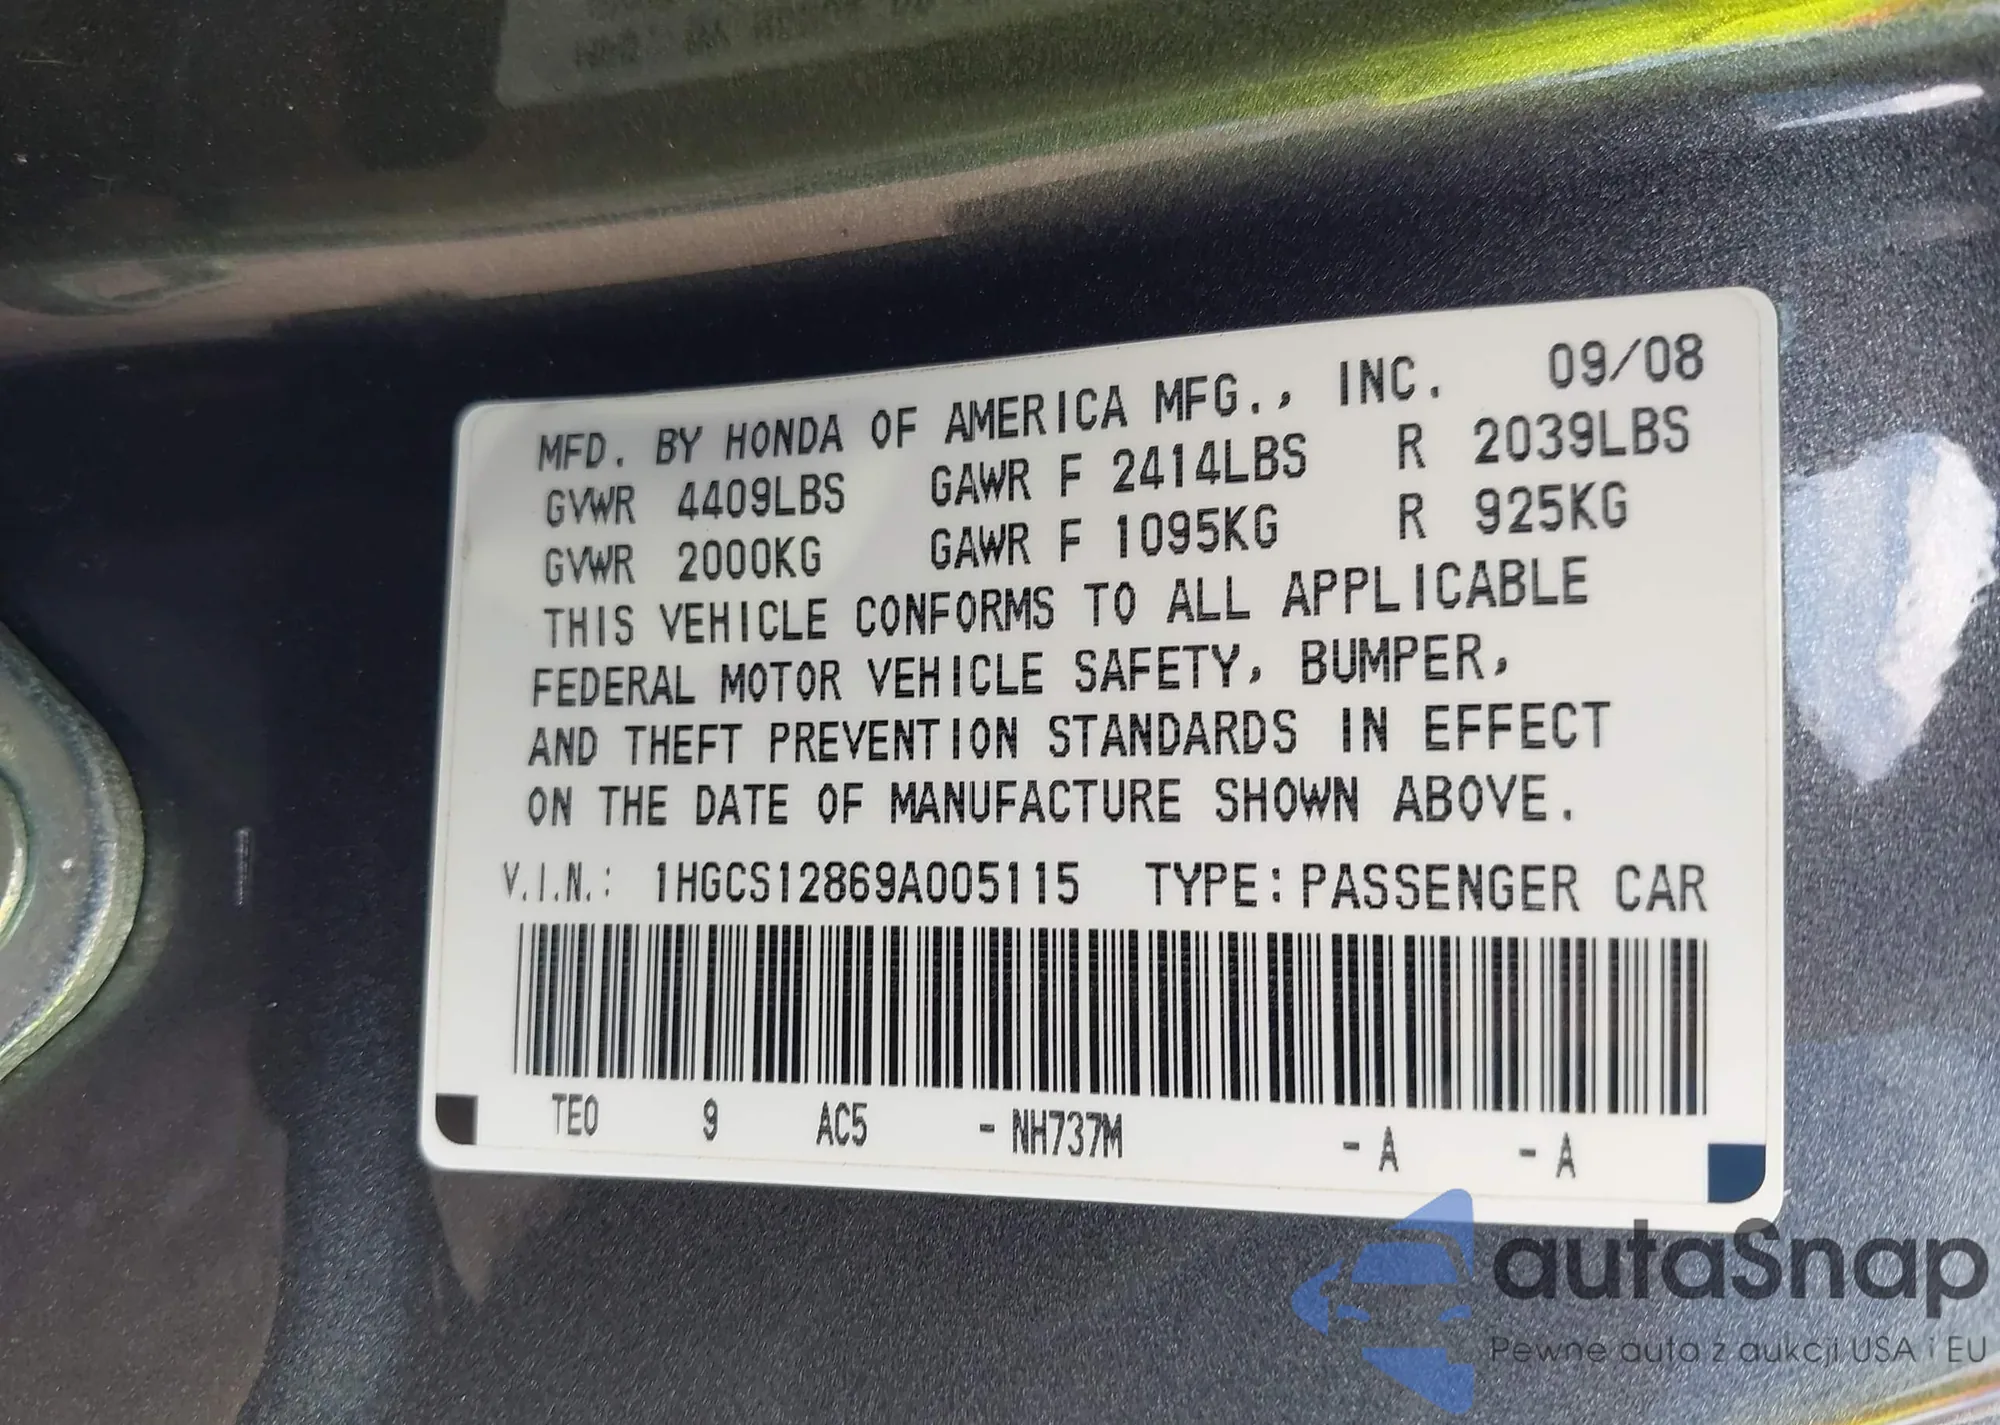 MFD. BY HONDA OF AMERICA MFG., INC. 09/08
GVWR 4409LBS GAWR F 2414LBS R 2039LBS
GVWR 2000KG GAWR F 1095KG R 925KG
THIS VEHICLE CONFORMS TO ALL APPLICABLE
FEDERAL MOTOR VEHICLE SAFETY, BUMPER,
AND THEFT PREVENTION STANDARDS IN EFFECT
ON THE DATE OF MANUFACTURE SHOWN ABOVE.
V.I.N.: 1HGCS12869A005115 TYPE: PASSENGER CAR
TE0 9 AC5 - NH737M - A - A
autaSnap
Pewne auta z aukcji USA i EU